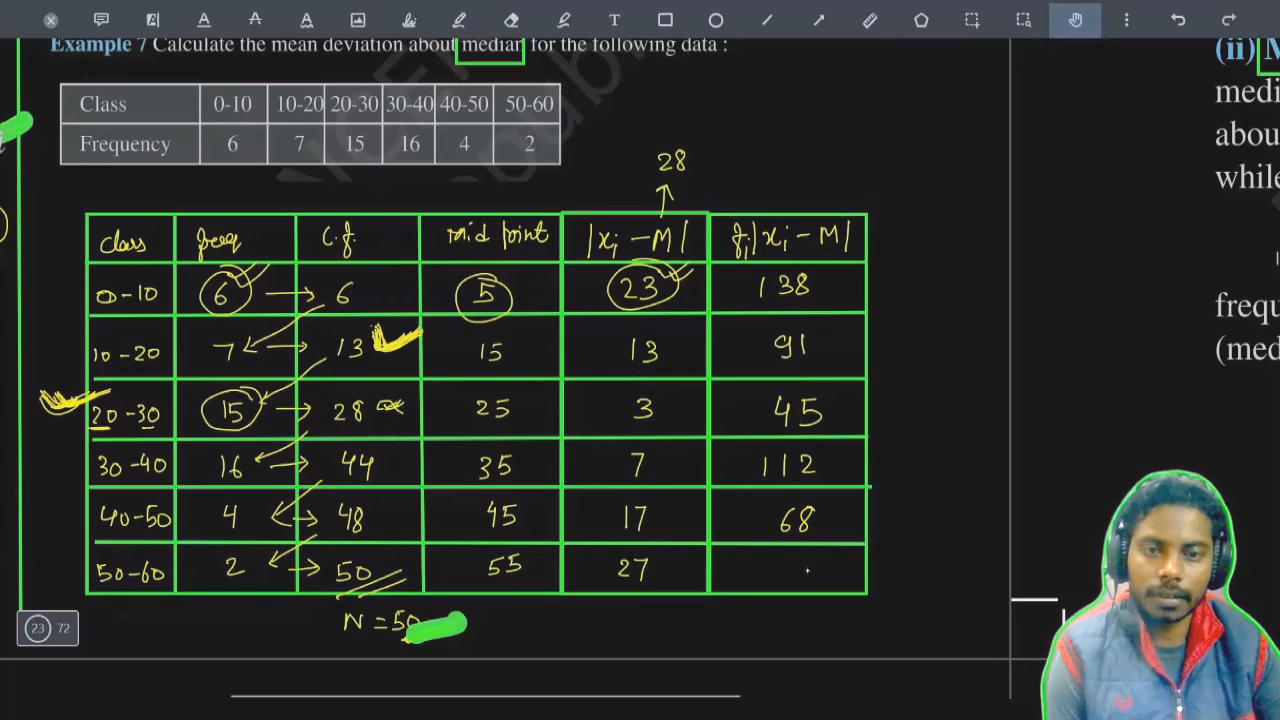 Example 7 Calculate the mean deviation about median for the following data :
(ii) M
Class 0-10 10-20 20-30 30-40 40-50 50-60
medi
about
Frequency 6 7 15 16 4 2
while
28
class freq c.f. Mid point |xi - M| fi|xi - M|
0-10 6 6 5 23 138
frequ
10-20 7 13 15 13 91
(med
20-30 15 28 25 3 45
30-40 16 44 35 7 112
40-50 4 48 45 17 68
50-60 2 50 55 27
N = 50
23 72